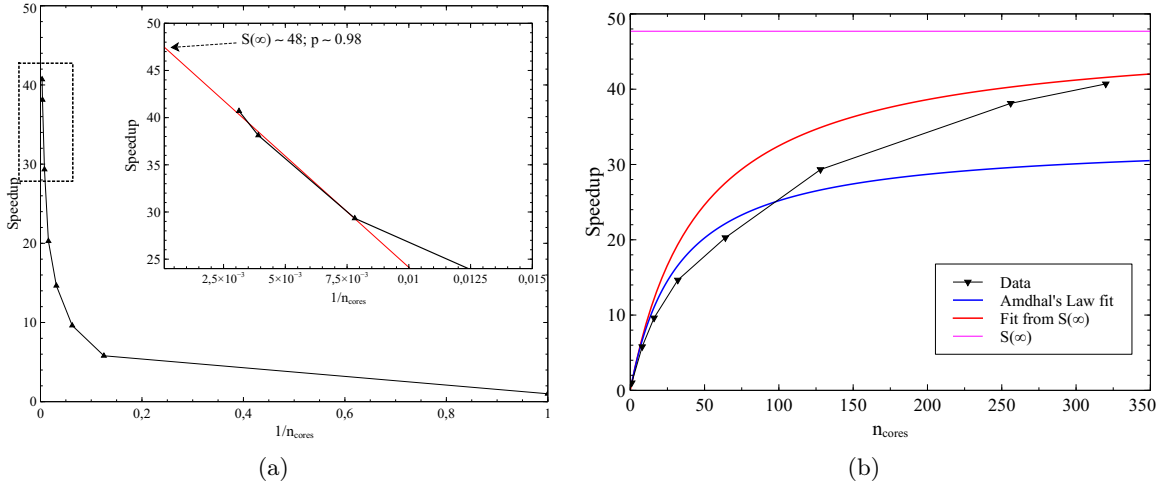 50
40
30
20
10
0
Speedup
0
0,2
0,4
0,6
0,8
1
1/n_cores
50
45
40
35
30
25
Speedup
S(∞) ~ 48; p ~ 0.98
2,5×10⁻³
5×10⁻³
7,5×10⁻³
0,01
0,0125
0,015
1/n_cores
(a)
50
40
30
20
10
0
Speedup
0
50
100
150
200
250
300
350
n_cores
Data
Amdhal's Law fit
Fit from S(∞)
S(∞)
(b)